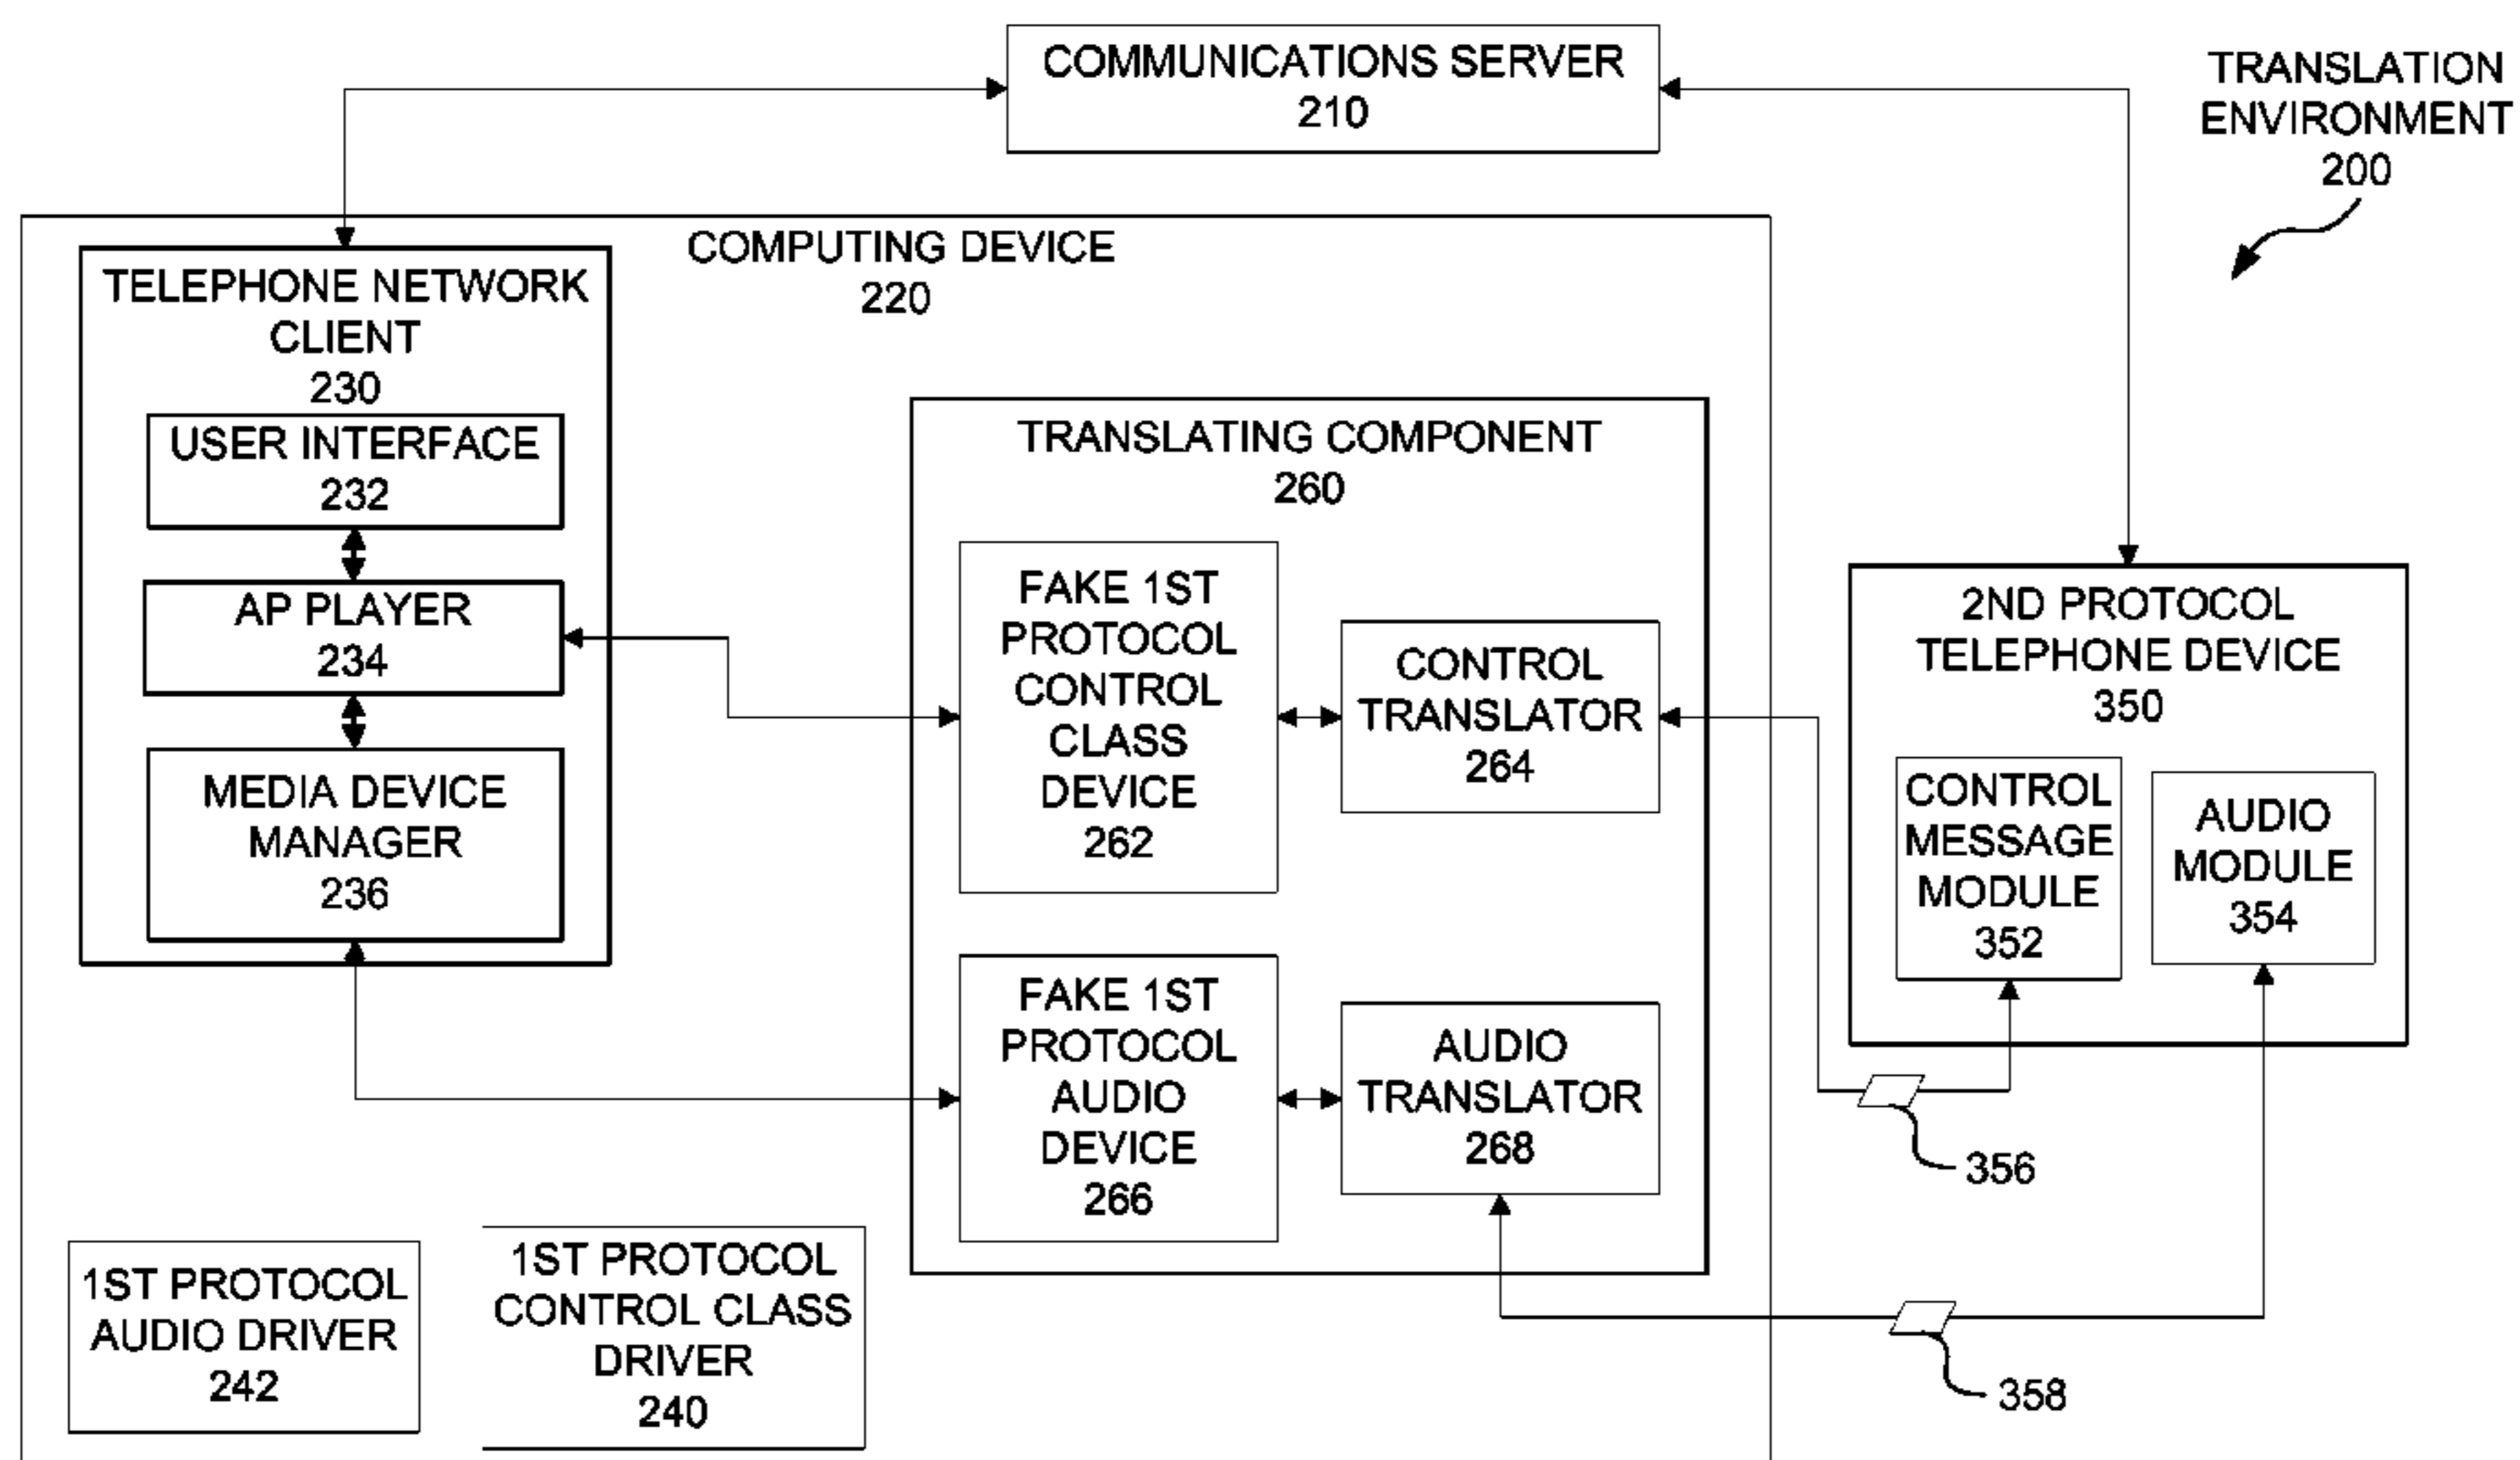 COMMUNICATIONS SERVER
210
TRANSLATION
ENVIRONMENT
200
COMPUTING DEVICE
220
TELEPHONE NETWORK
CLIENT
230
USER INTERFACE
232
AP PLAYER
234
MEDIA DEVICE
MANAGER
236
TRANSLATING COMPONENT
260
FAKE 1ST
PROTOCOL
CONTROL
CLASS
DEVICE
262
CONTROL
TRANSLATOR
264
FAKE 1ST
PROTOCOL
AUDIO
DEVICE
266
AUDIO
TRANSLATOR
268
2ND PROTOCOL
TELEPHONE DEVICE
350
CONTROL
MESSAGE
MODULE
352
AUDIO
MODULE
354
356
358
1ST PROTOCOL
AUDIO DRIVER
242
1ST PROTOCOL
CONTROL CLASS
DRIVER
240